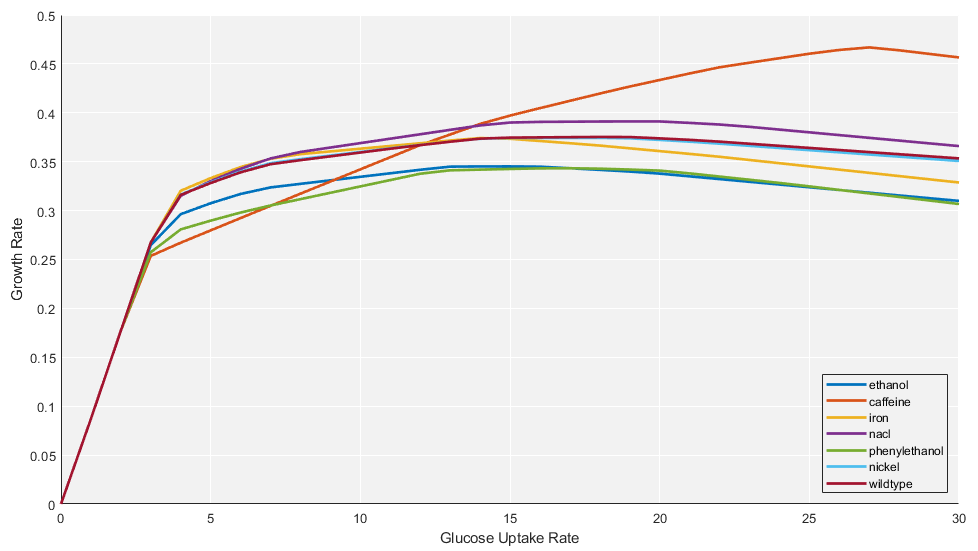 0.5
0.45
0.4
0.35
0.3
0.25
0.2
0.15
0.1
0.05
0
Growth Rate
0 5 10 15 20 25 30
Glucose Uptake Rate
ethanol
caffeine
iron
nacl
phenylethanol
nickel
wildtype